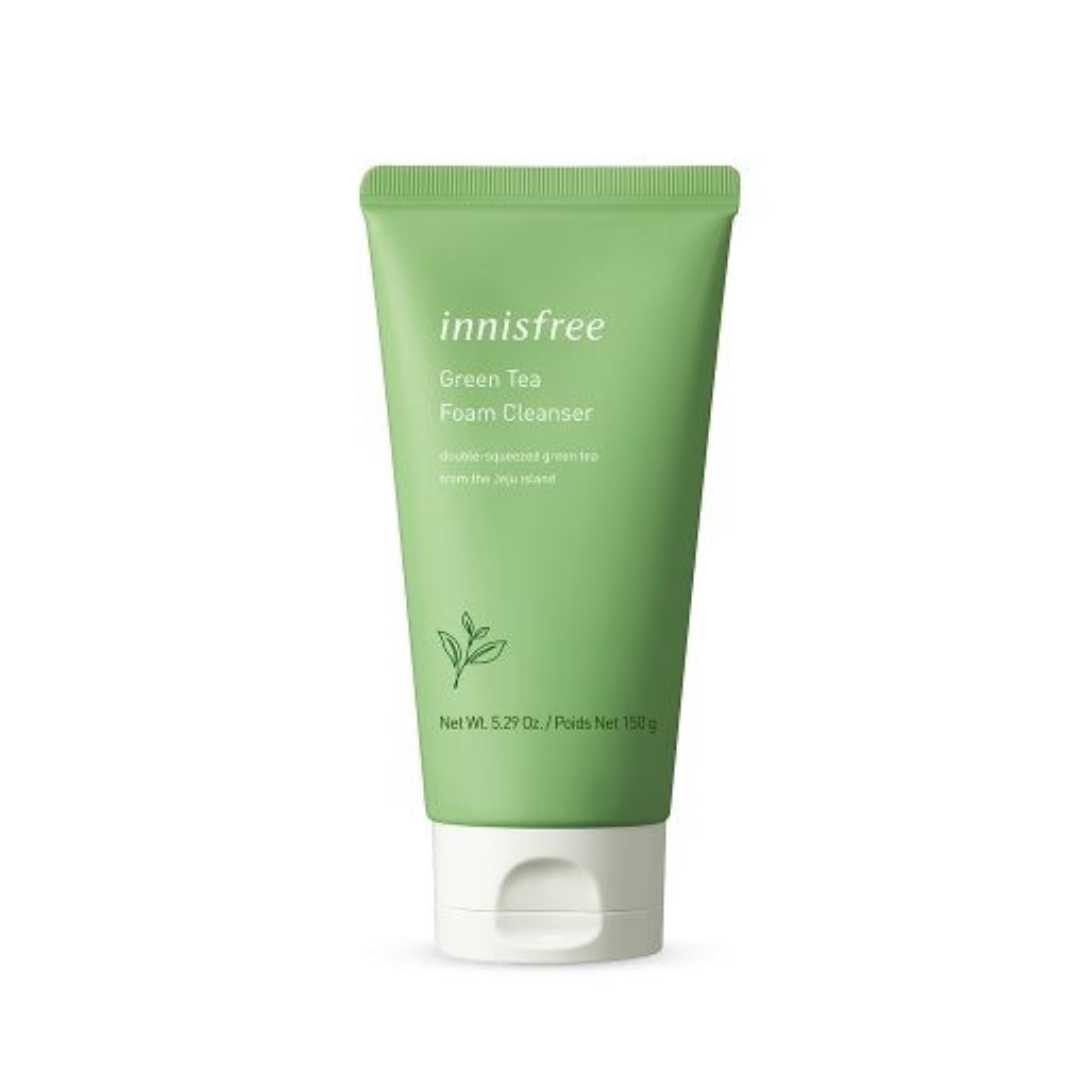 innisfree
Green Tea
Foam Cleanser
double-squeezed green tea
from the Jeju island
Net Wt. 5.29 Oz. / Poids Net 150 g